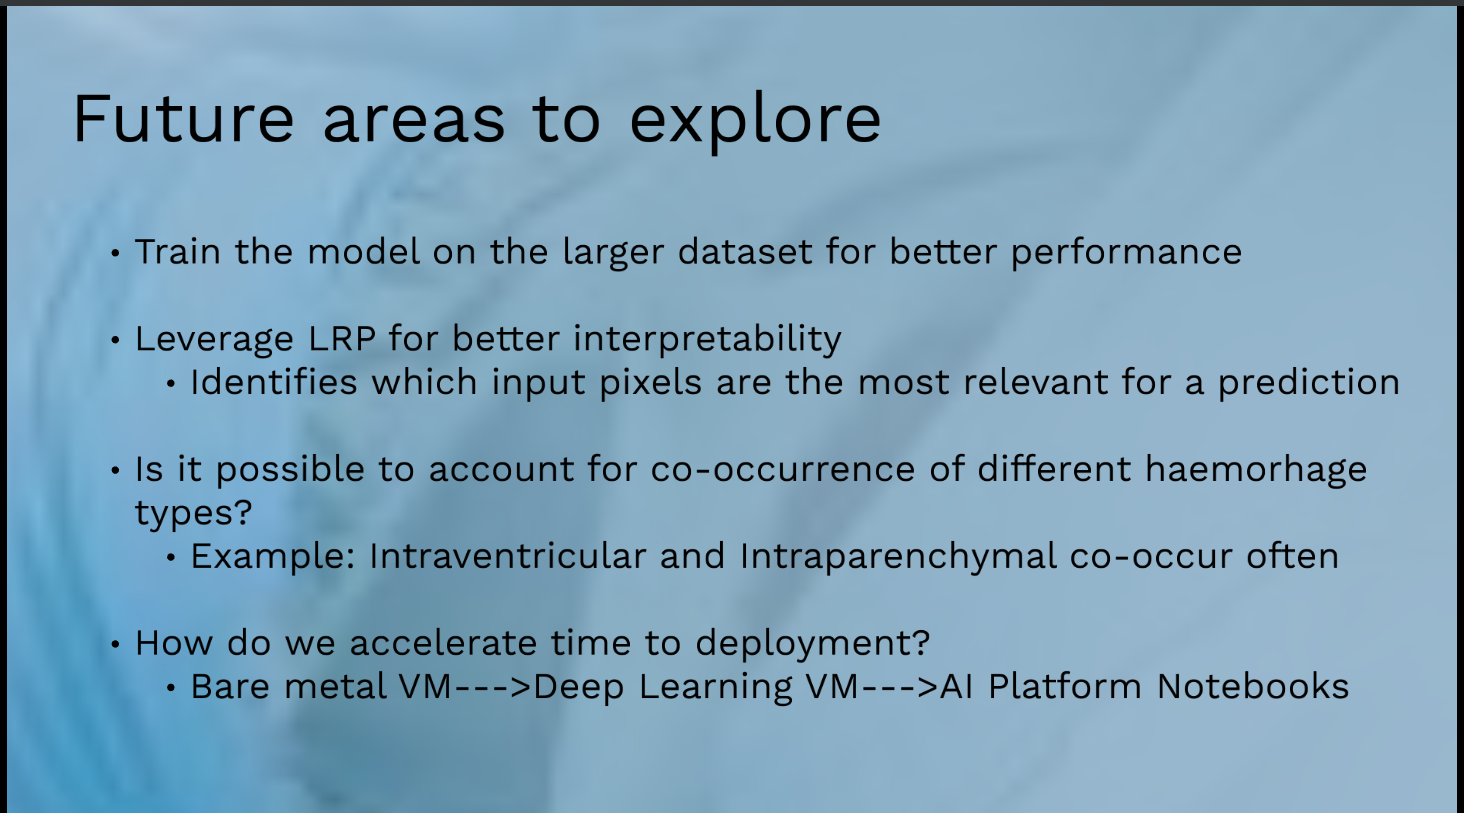 Future areas to explore
• Train the model on the larger dataset for better performance
• Leverage LRP for better interpretability
• Identifies which input pixels are the most relevant for a prediction
• Is it possible to account for co-occurrence of different haemorhage
types?
• Example: Intraventricular and Intraparenchymal co-occur often
• How do we accelerate time to deployment?
• Bare metal VM--->Deep Learning VM--->AI Platform Notebooks